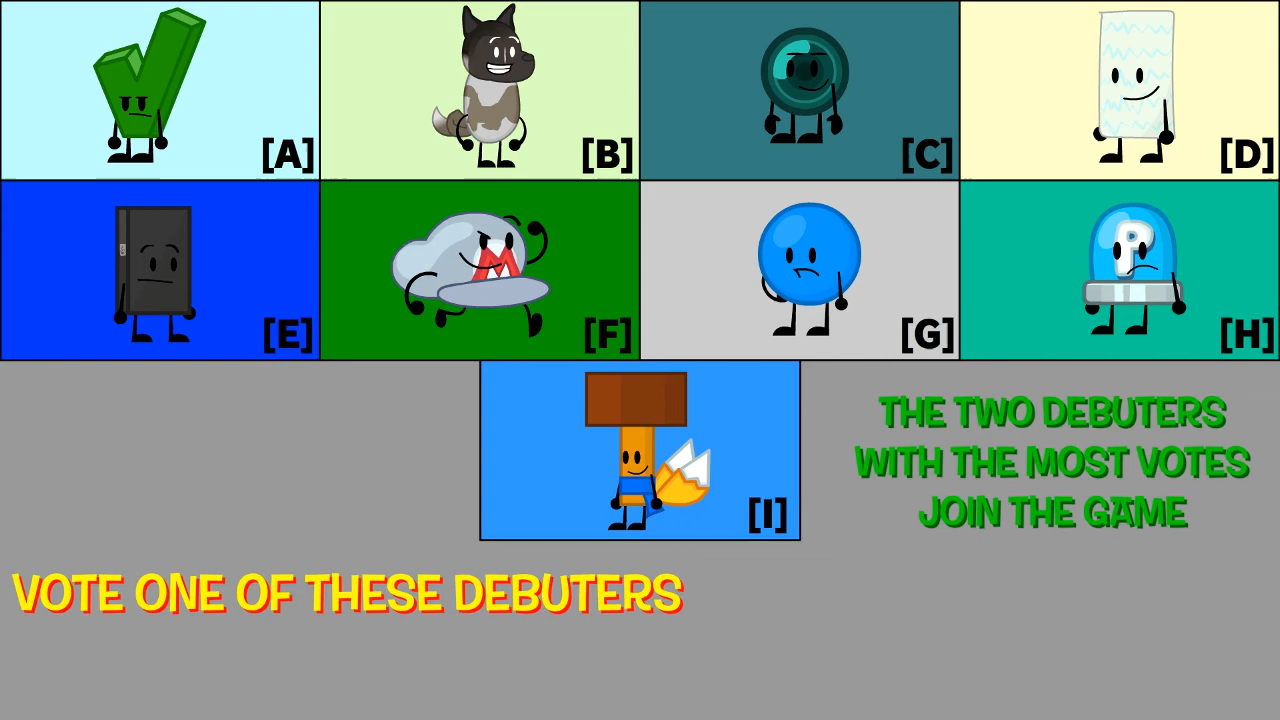 [A]
[B]
[C]
[D]
[E]
M
[F]
[G]
P
[H]
[I]
THE TWO DEBUTERS
WITH THE MOST VOTES
JOIN THE GAME
VOTE ONE OF THESE DEBUTERS